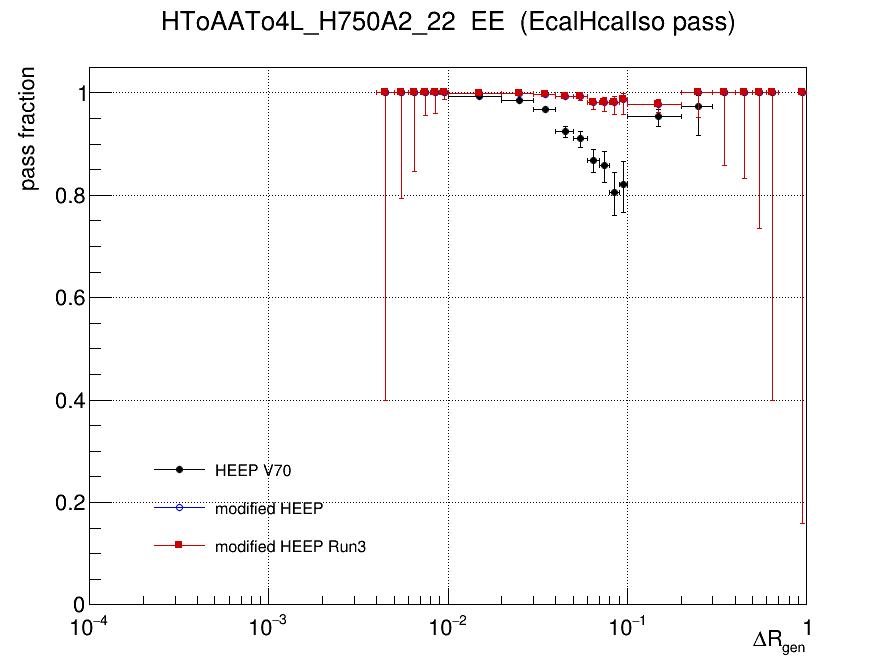 HToAATo4L_H750A2_22 EE (EcalHcalIso pass)
pass fraction
1
0.8
0.6
0.4
0.2
0
HEEP V70
modified HEEP
modified HEEP Run3
10⁻⁴ 10⁻³ 10⁻² 10⁻¹ 1
ΔR_gen